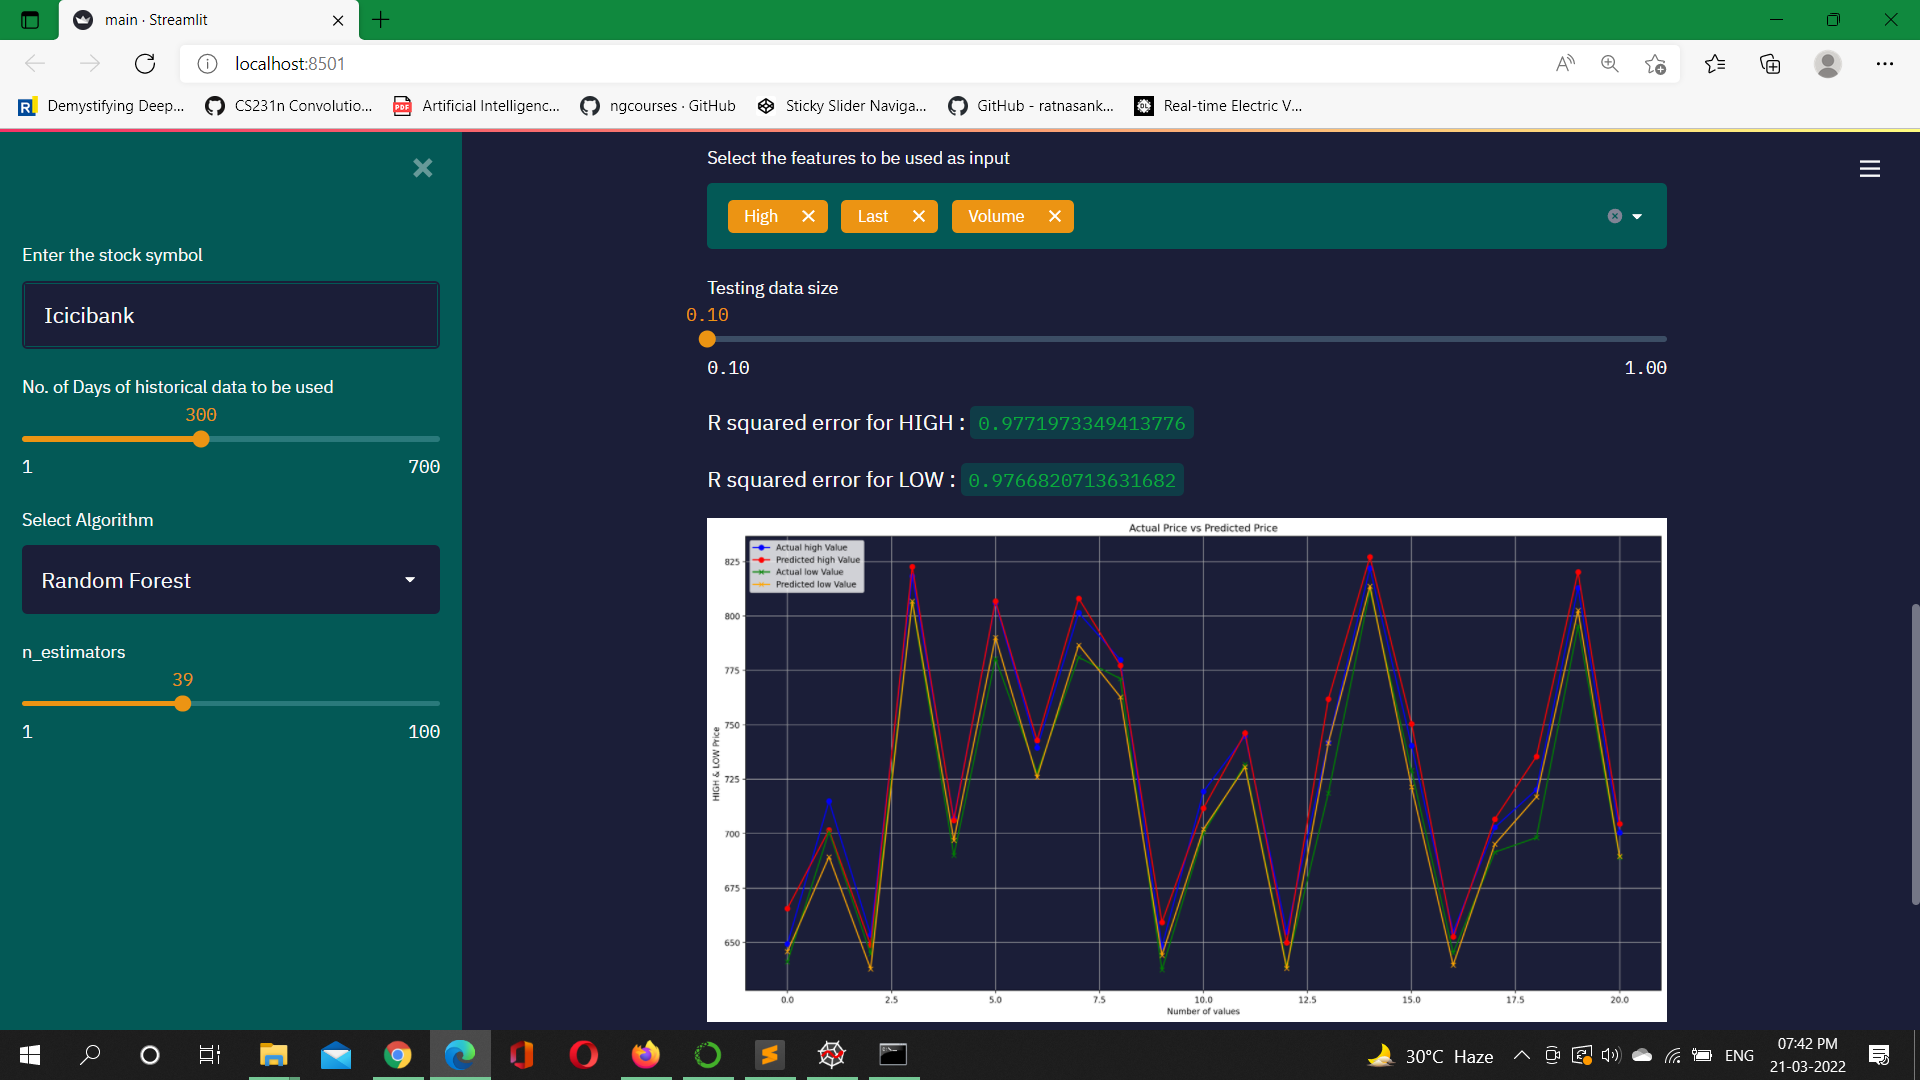 main · Streamlit
localhost:8501
Demystifying Deep...
CS231n Convolutio...
Artificial Intelligenc...
ngcourses · GitHub
Sticky Slider Naviga...
GitHub - ratnasank...
Real-time Electric V...
Enter the stock symbol
Icicibank
No. of Days of historical data to be used
300
1 700
Select Algorithm
Random Forest
n_estimators
39
1 100
Select the features to be used as input
High Last Volume
Testing data size
0.10
0.10 1.00
R squared error for HIGH : 0.9771973349413776
R squared error for LOW : 0.9766820713631682
Actual Price vs Predicted Price
Actual high Value
Predicted high Value
Actual low Value
Predicted low Value
HIGH & LOW Price
825
800
775
750
725
700
675
650
0.0 2.5 5.0 7.5 10.0 12.5 15.0 17.5 20.0
Number of values
30°C Haze
ENG
07:42 PM
21-03-2022